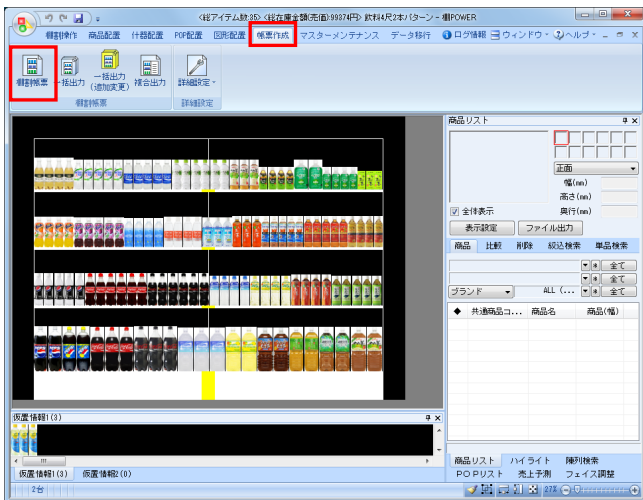 <総アイテム数:85> <総在庫金額(売価):99374円> 飲料4尺2本パターン - 棚POWER
棚割操作 商品配置 什器配置 POP配置 図形配置 帳票作成 マスターメンテナンス データ移行 ログ情報 ウィンドウ ヘルプ
棚割帳票 一括出力 一括出力(追加変更) 複合出力 詳細設定
棚割帳票 詳細設定
商品リスト
正面
幅(mm)
高さ(mm)
全体表示 奥行(mm)
表示設定 ファイル出力
商品 比較 削除 絞込検索 単品検索
* 全て
ブランド ALL (... * 全て
◆ 共通商品コ... 商品名 商品(幅)
仮置情報1(3)
商品リスト ハイライト 陳列検索
仮置情報1(3) 仮置情報2(0) POPリスト 売上予測 フェイス調整
2台 27%